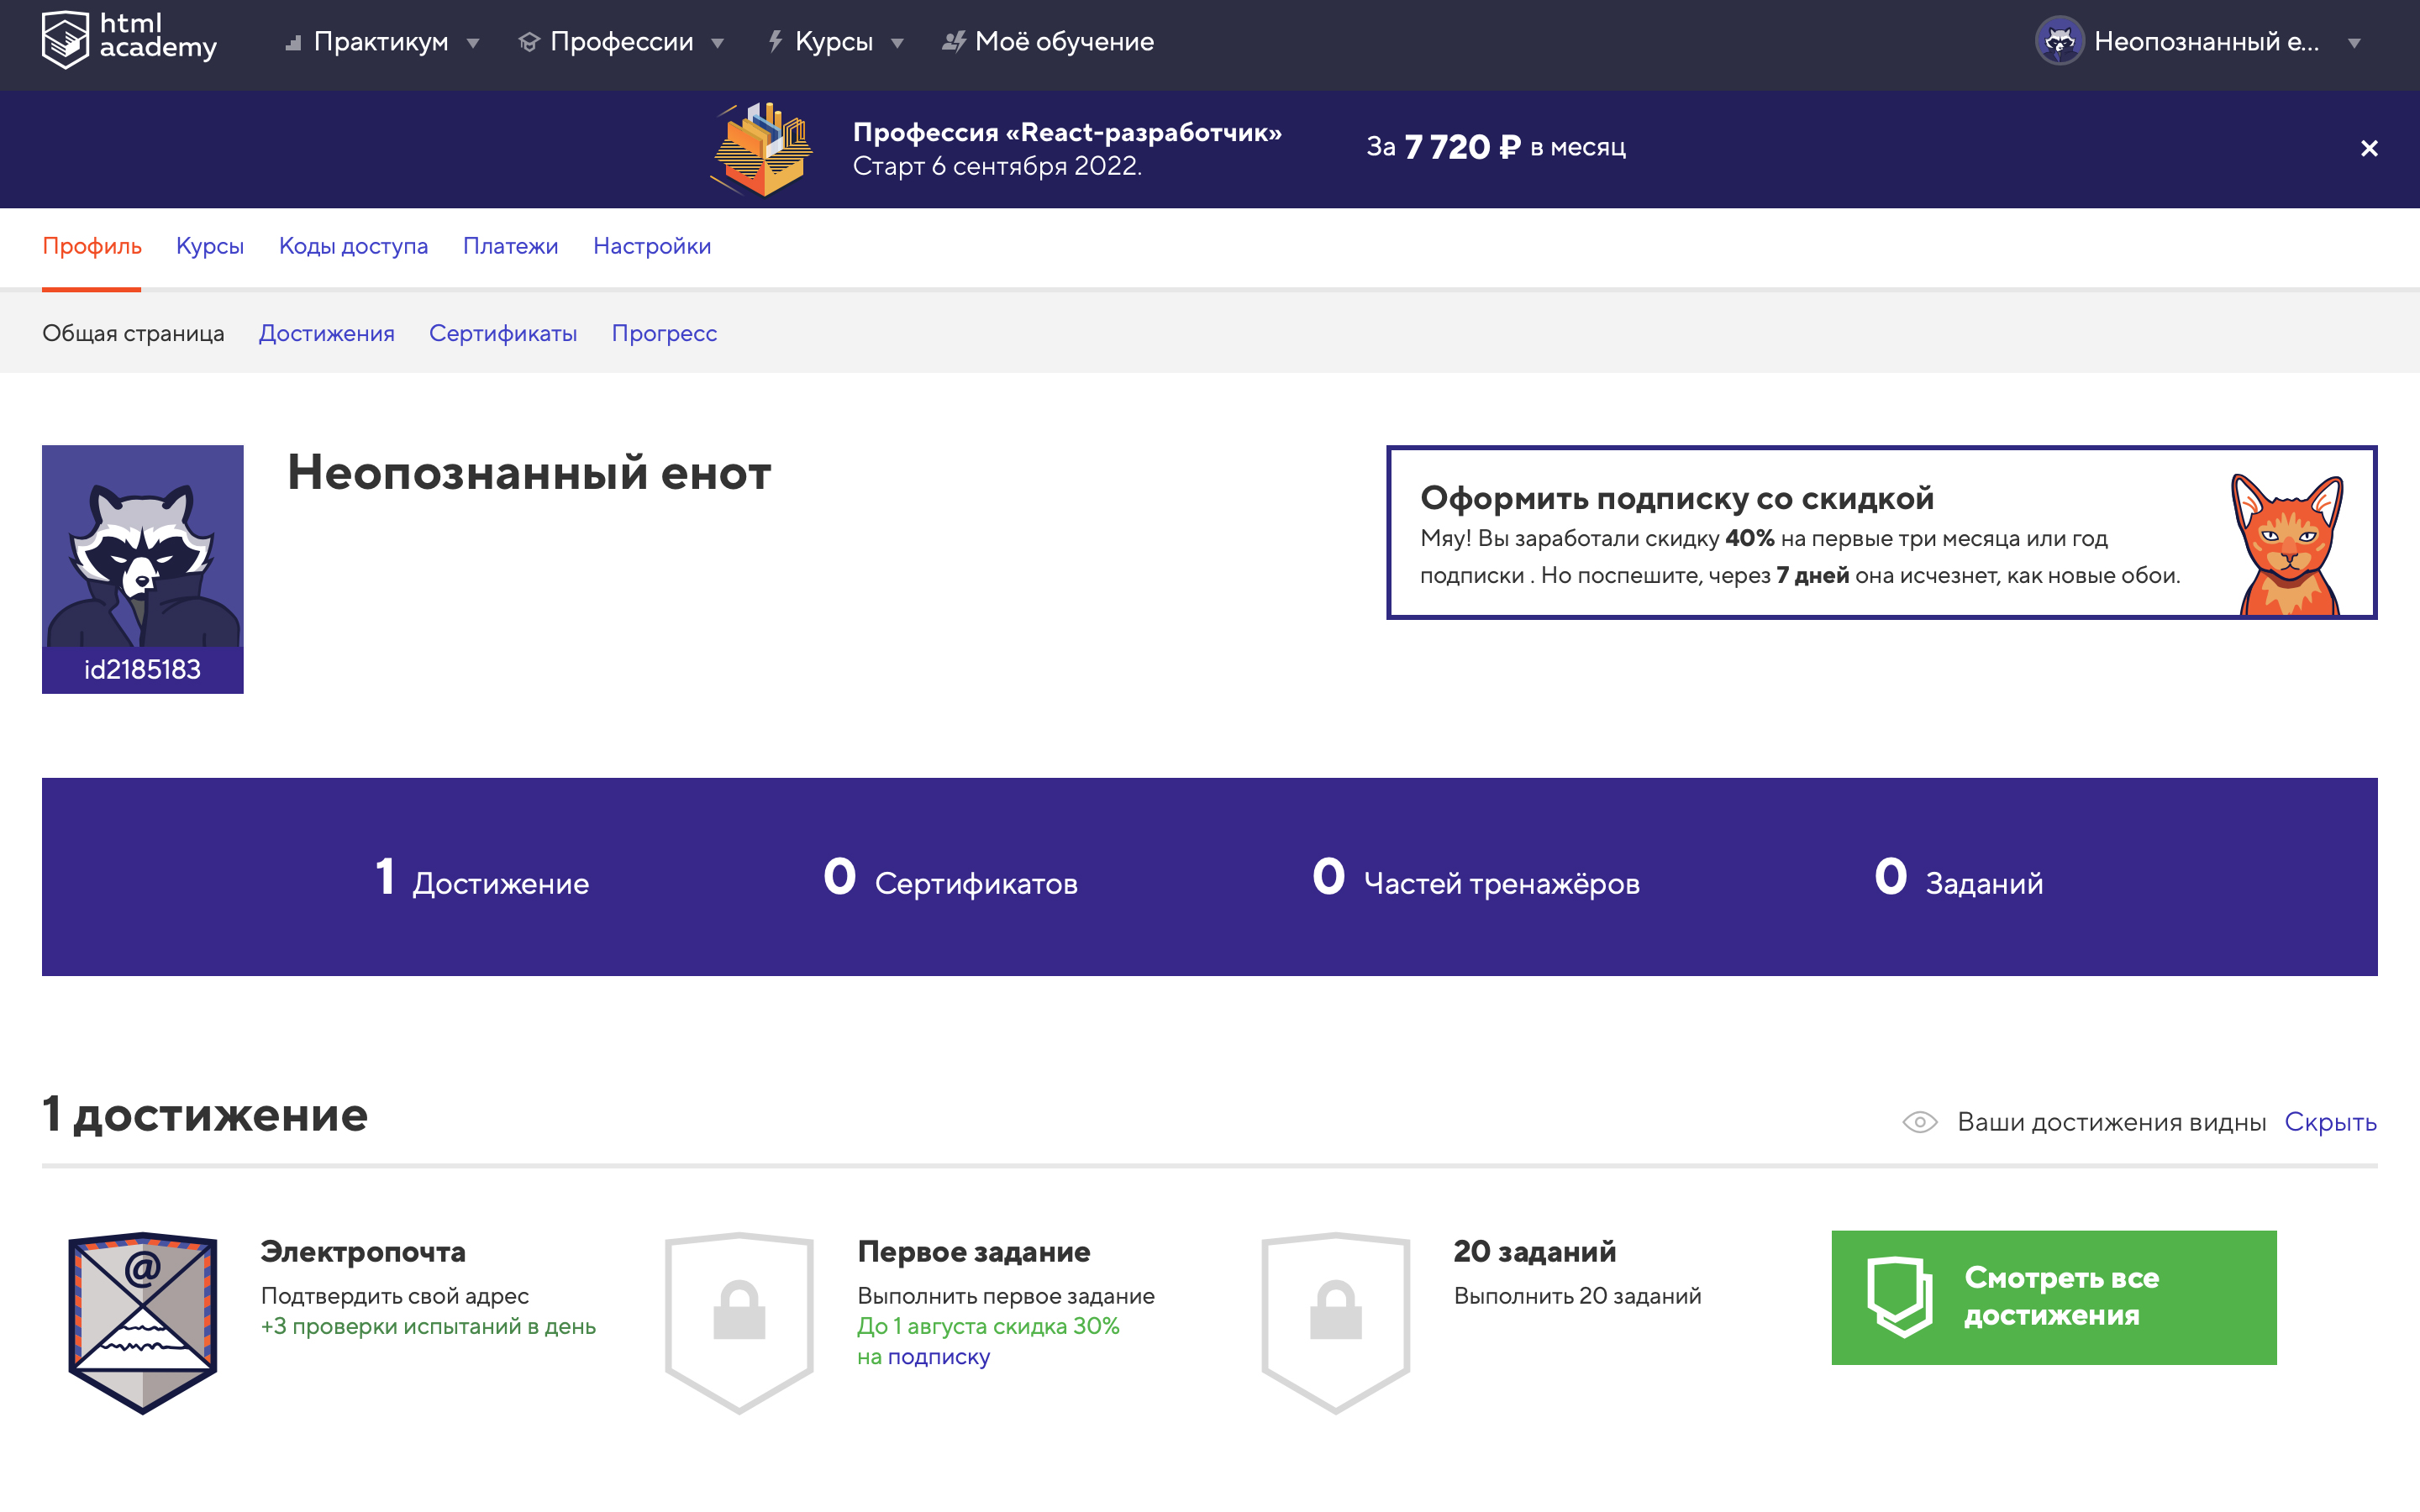 html
academy
Практикум
Профессии
Курсы
Моё обучение
Неопознанный е...
Профессия «React-разработчик»
Старт 6 сентября 2022.
За 7 720 ₽ в месяц
Профиль
Курсы
Коды доступа
Платежи
Настройки
Общая страница
Достижения
Сертификаты
Прогресс
id2185183
Неопознанный енот
Оформить подписку со скидкой
Мяу! Вы заработали скидку 40% на первые три месяца или год
подписки . Но поспешите, через 7 дней она исчезнет, как новые обои.
1 Достижение
0 Сертификатов
0 Частей тренажёров
0 Заданий
1 достижение
Ваши достижения видны Скрыть
@
Электропочта
Подтвердить свой адрес
+3 проверки испытаний в день
Первое задание
Выполнить первое задание
До 1 августа скидка 30%
на подписку
20 заданий
Выполнить 20 заданий
Смотреть все
достижения